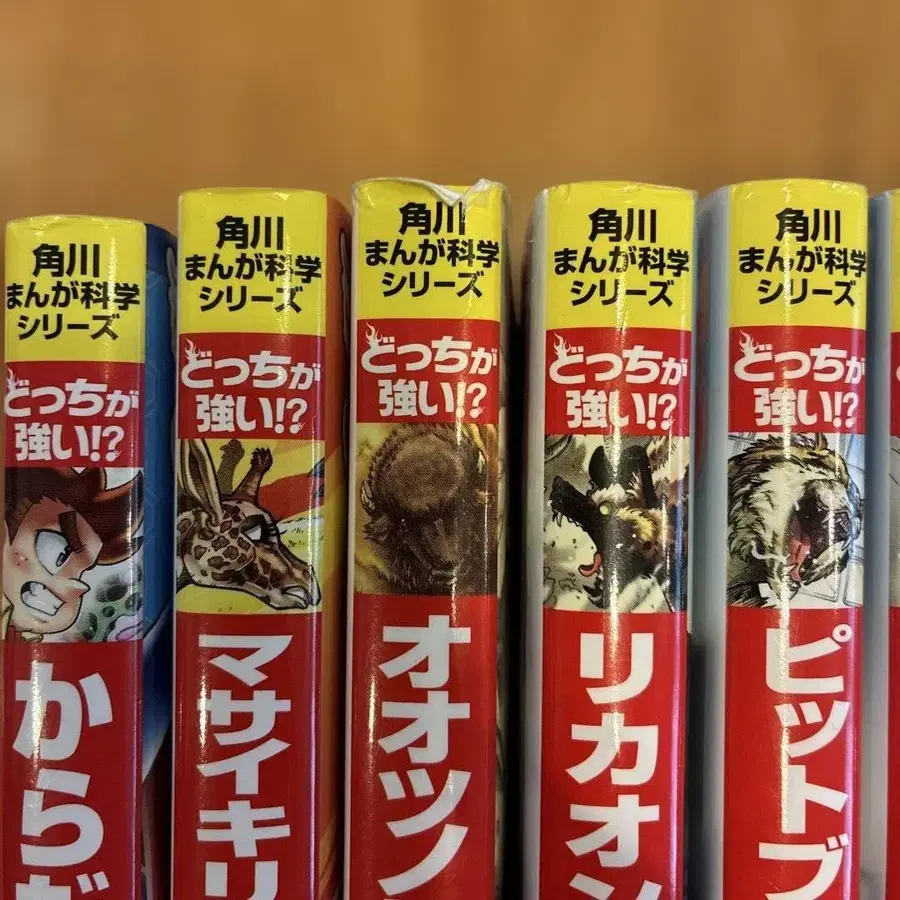 角川
まんが科学
シリーズ
どっちが
強い!?
から
角川
まんが科学
シリーズ
どっちが
強い!?
マサイキリ
角川
まんが科学
シリーズ
どっちが
強い!?
オオツノ
角川
まんが科学
シリーズ
どっちが
強い!?
リカオン
角川
まんが科学
シリーズ
どっちが
強い!?
ピットブ